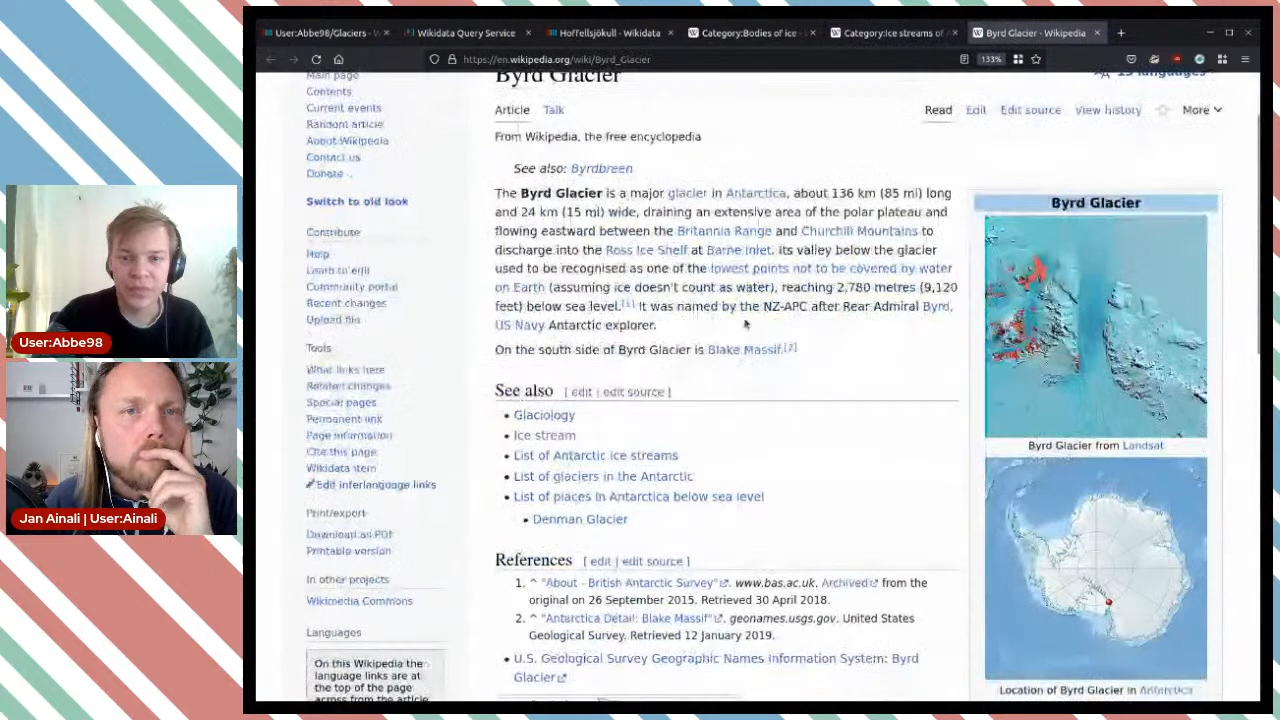 User:Abbe98/Glaciers - W
Wikidata Query Service
Hoffellsjökull - Wikidata
Category:Bodies of ice -
Category:Ice streams of A
Byrd Glacier - Wikipedia
https://en.wikipedia.org/wiki/Byrd_Glacier
133%
Main page
Contents
Current events
Random article
About Wikipedia
Contact us
Donate
Switch to old look
Contribute
Help
Learn to edit
Community portal
Recent changes
Upload file
Tools
What links here
Related changes
Special pages
Permanent link
Page information
Cite this page
Wikidata item
Edit interlanguage links
Print/export
Download as PDF
Printable version
In other projects
Wikimedia Commons
Languages
On this Wikipedia the
language links are at
the top of the page
across from the article
Byrd Glacier
languages
Article Talk
Read Edit Edit source View history More
From Wikipedia, the free encyclopedia
See also: Byrdbreen
The Byrd Glacier is a major glacier in Antarctica, about 136 km (85 mi) long
and 24 km (15 mi) wide, draining an extensive area of the polar plateau and
flowing eastward between the Britannia Range and Churchill Mountains to
discharge into the Ross Ice Shelf at Barne Inlet. Its valley below the glacier
used to be recognised as one of the lowest points not to be covered by water
on Earth (assuming ice doesn't count as water), reaching 2,780 metres (9,120
feet) below sea level.[1] It was named by the NZ-APC after Rear Admiral Byrd,
US Navy Antarctic explorer.
On the south side of Byrd Glacier is Blake Massif.[2]
See also [ edit | edit source ]
• Glaciology
• Ice stream
• List of Antarctic ice streams
• List of glaciers in the Antarctic
• List of places in Antarctica below sea level
• Denman Glacier
References [ edit | edit source ]
1. ^ "About - British Antarctic Survey". www.bas.ac.uk. Archived from the
original on 26 September 2015. Retrieved 30 April 2018.
2. ^ "Antarctica Detail: Blake Massif". geonames.usgs.gov. United States
Geological Survey. Retrieved 12 January 2019.
• U.S. Geological Survey Geographic Names Information System: Byrd
Glacier
Byrd Glacier
Byrd Glacier from Landsat
Location of Byrd Glacier in Antarctica
User:Abbe98
Jan Ainali | User:Ainali